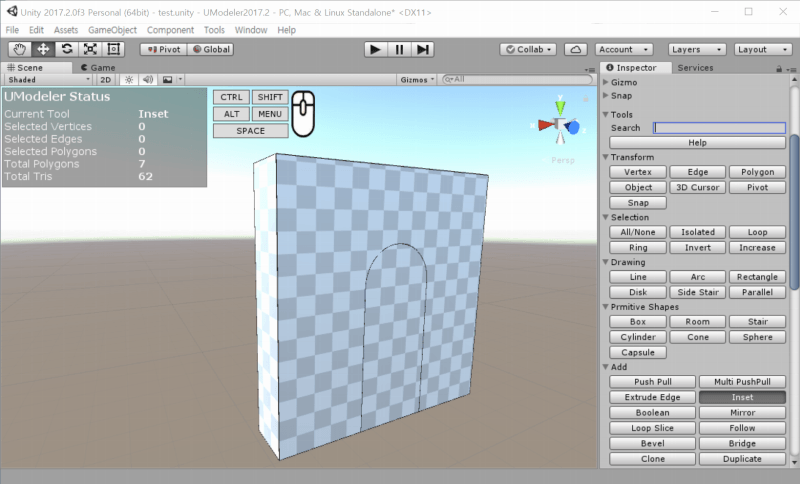 Unity 2017.2.0f3 Personal (64bit) - test.unity - UModeler2017.2 - PC, Mac & Linux Standalone* <DX11>
File Edit Assets GameObject Component Tools Window Help
Pivot Global Collab Account Layers Layout
Scene Game
Shaded 2D Gizmos All
UModeler Status
Current Tool Inset
Selected Vertices 0
Selected Edges 0
Selected Polygons 0
Total Polygons 7
Total Tris 62
CTRL SHIFT
ALT MENU
SPACE
y
x
Persp
Inspector Services
Gizmo
Snap
Tools
Search
Help
Transform
Vertex Edge Polygon
Object 3D Cursor Pivot
Snap
Selection
All/None Isolated Loop
Ring Invert Increase
Drawing
Line Arc Rectangle
Disk Side Stair Parallel
Prmitive Shapes
Box Room Stair
Cylinder Cone Sphere
Capsule
Add
Push Pull Multi PushPull
Extrude Edge Inset
Boolean Mirror
Loop Slice Follow
Bevel Bridge
Clone Duplicate